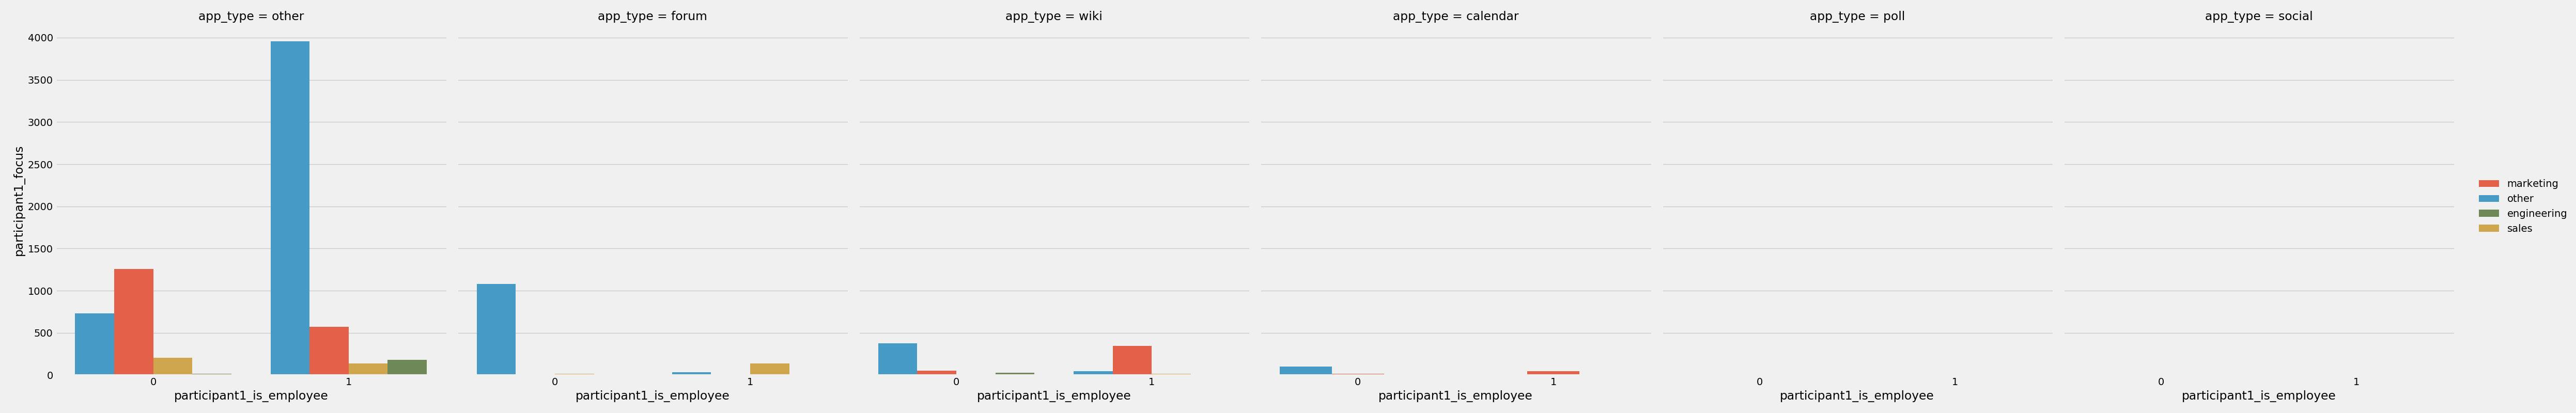 app_type = other
app_type = forum
app_type = wiki
app_type = calendar
app_type = poll
app_type = social
participant1_focus
4000
3500
3000
2500
2000
1500
1000
500
0
0 1
0 1
0 1
0 1
0 1
0 1
participant1_is_employee
participant1_is_employee
participant1_is_employee
participant1_is_employee
participant1_is_employee
participant1_is_employee
marketing
other
engineering
sales